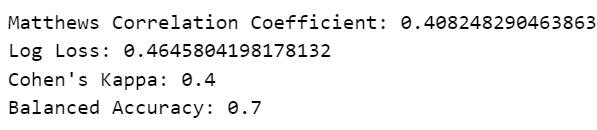 Matthews Correlation Coefficient: 0.408248290463863
Log Loss: 0.4645804198178132
Cohen's Kappa: 0.4
Balanced Accuracy: 0.7